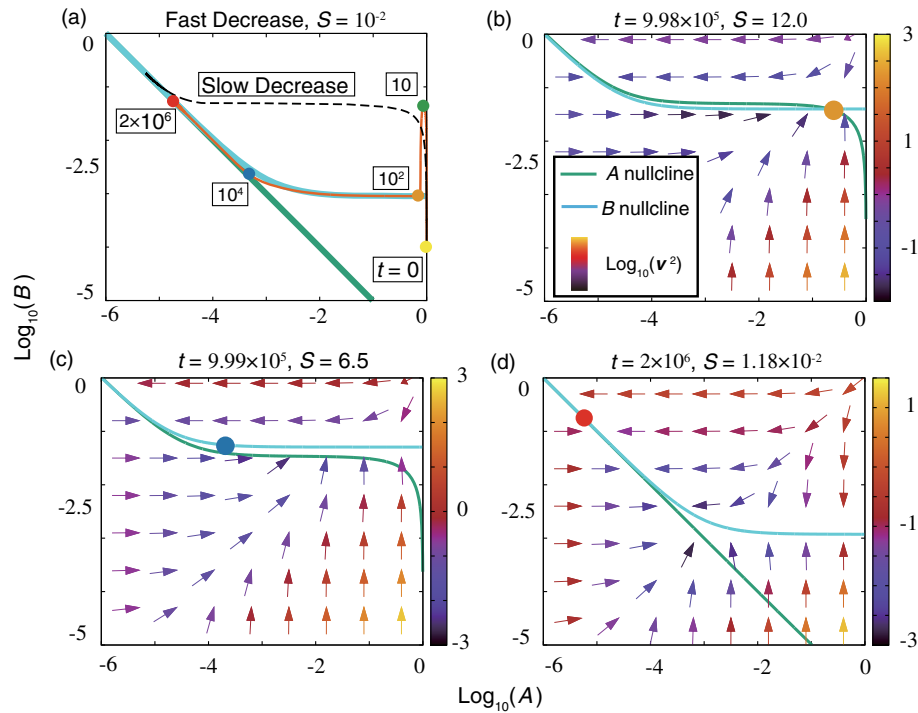 (a)
Fast Decrease, S = 10⁻²
0
-2.5
-5
-6
-4
-2
0
Slow Decrease
10
2×10⁶
10⁴
10²
t = 0
(b)
t = 9.98×10⁵, S = 12.0
0
-2.5
-5
-6
-4
-2
0
A nullcline
B nullcline
Log₁₀(v²)
3
1
-1
-2
Log₁₀(B)
(c)
t = 9.99×10⁵, S = 6.5
0
-2.5
-5
-6
-4
-2
0
3
0
-3
(d)
t = 2×10⁶, S = 1.18×10⁻²
0
-2.5
-5
-6
-4
-2
0
1
-1
-3
Log₁₀(A)